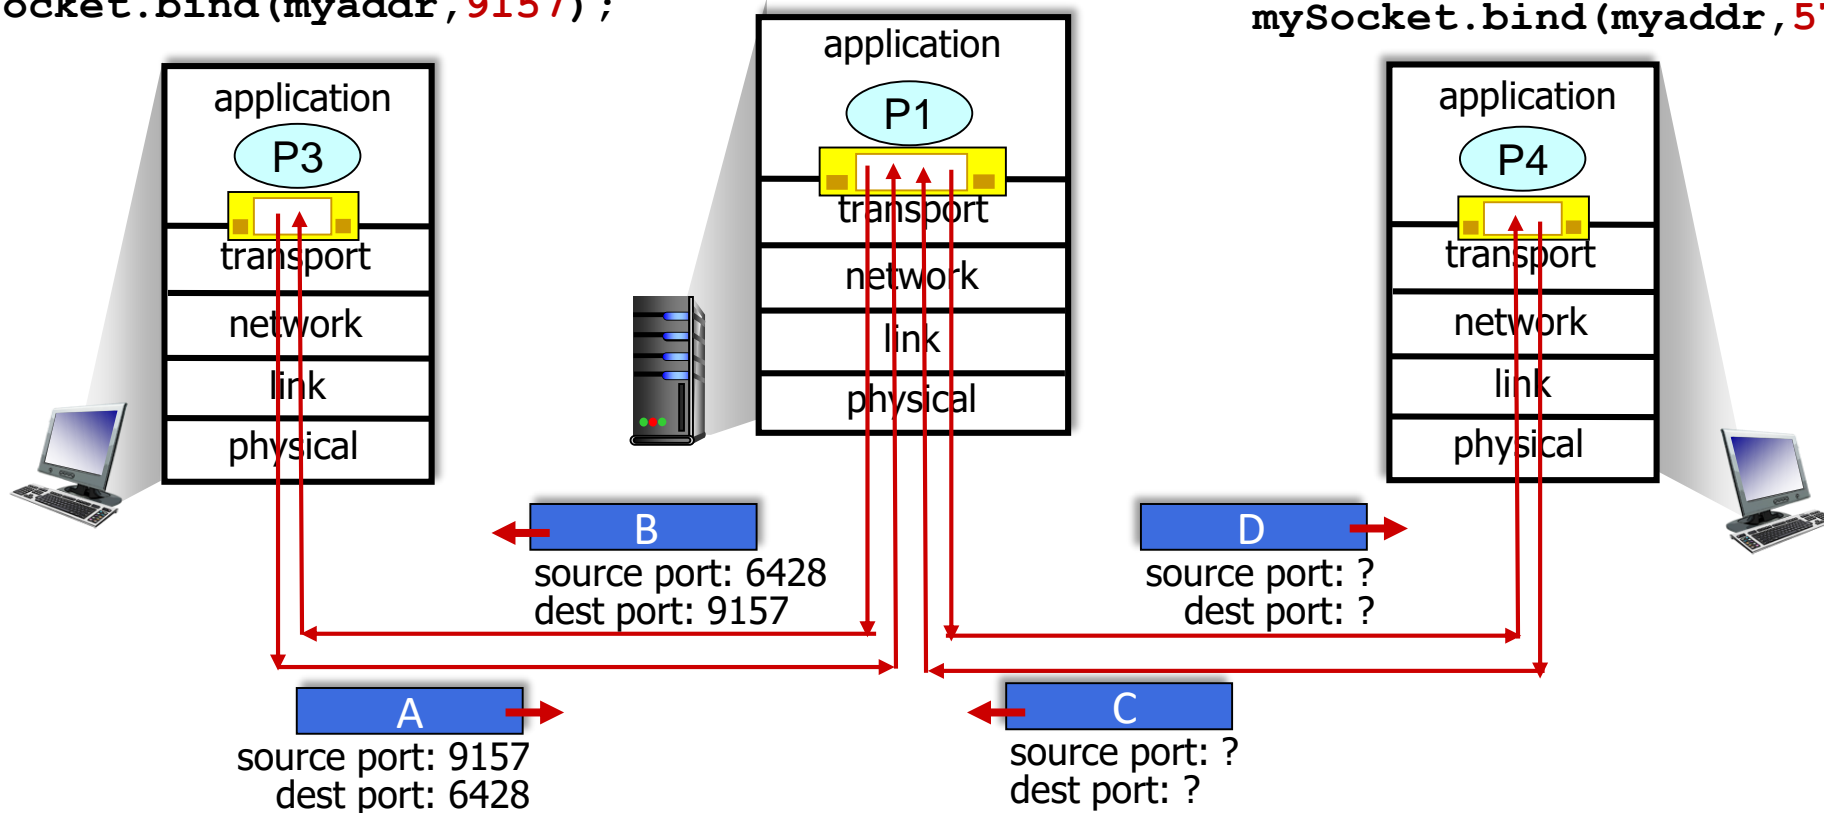 ocket.bind(myaddr,9157);
mySocket.bind(myaddr,57
application
P3
transport
network
link
physical
application
P1
transport
network
link
physical
application
P4
transport
network
link
physical
B
source port: 6428
dest port: 9157
D
source port: ?
dest port: ?
A
source port: 9157
dest port: 6428
C
source port: ?
dest port: ?